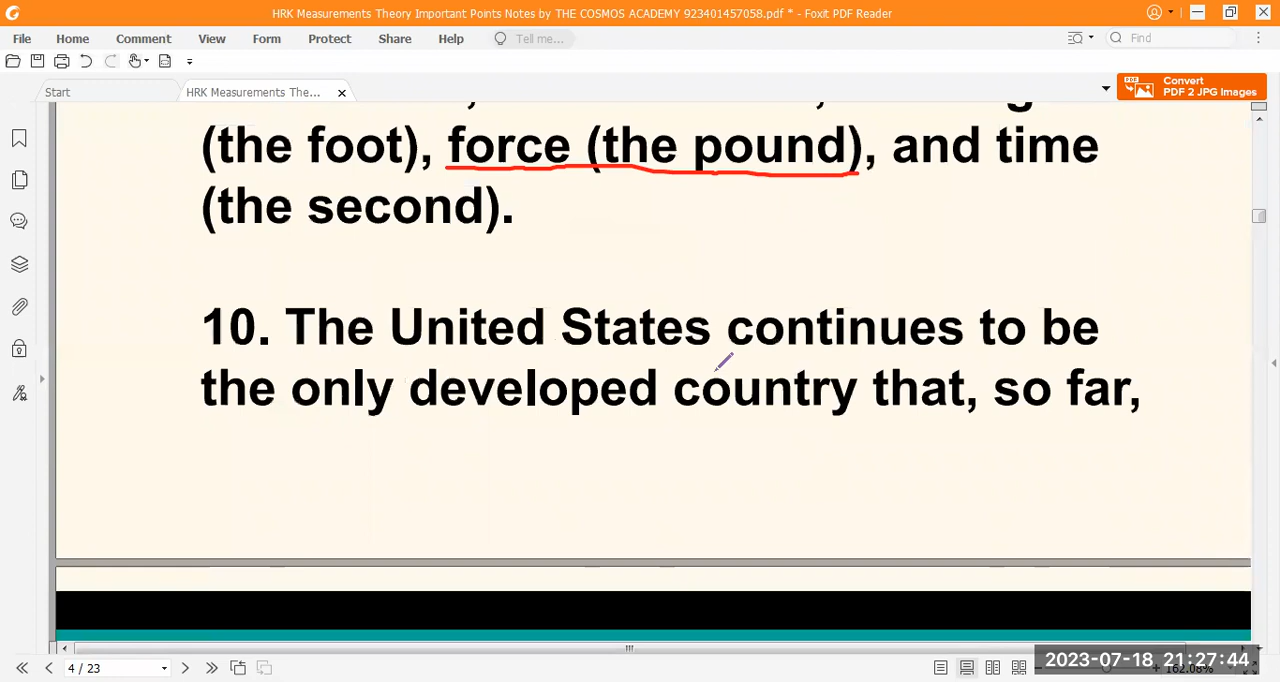 HRK Measurements Theory Important Points Notes by THE COSMOS ACADEMY 923401457058.pdf * - Foxit PDF Reader
File Home Comment View Form Protect Share Help Tell me... Find
Start HRK Measurements The... Convert
PDF 2 JPG Images
(the foot), force (the pound), and time
(the second).
10. The United States continues to be
the only developed country that, so far,
4 / 23 2023-07-18 21:27:44
162.08%